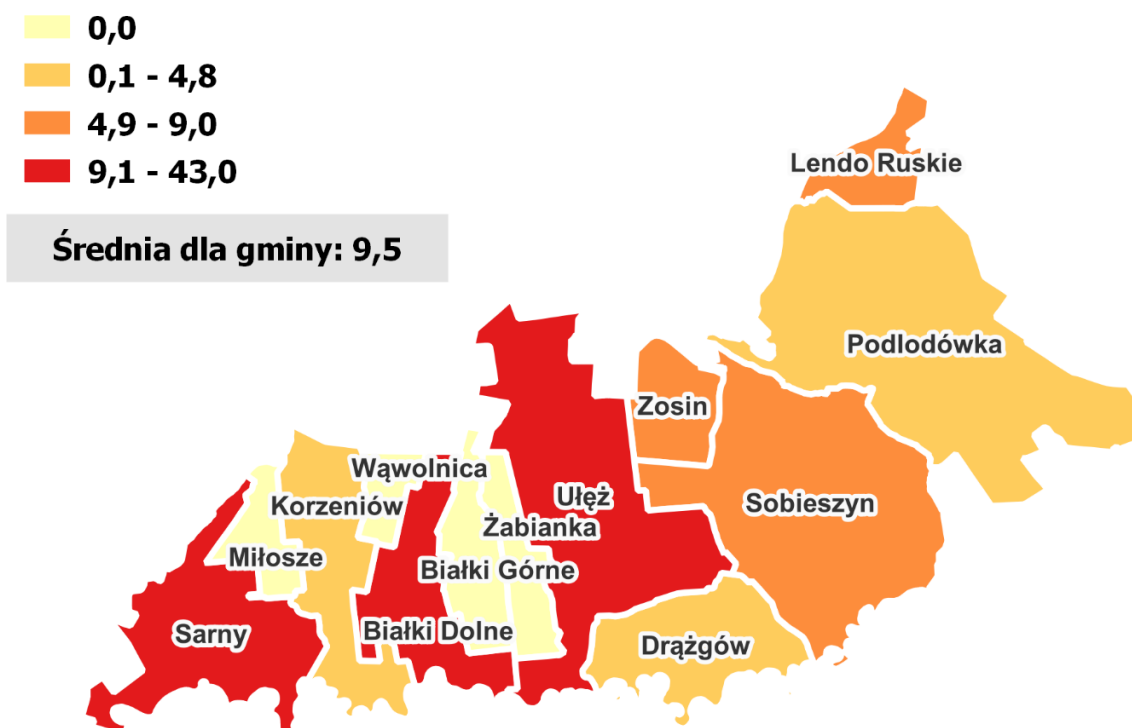 0,0
0,1 - 4,8
4,9 - 9,0
9,1 - 43,0
Średnia dla gminy: 9,5
Lendo Ruskie
Podlodówka
Zosin
Wąwolnica
Korzeniów
Ułęż
Sobieszyn
Żabianka
Miłosze
Białki Górne
Sarny
Białki Dolne
Drążgów